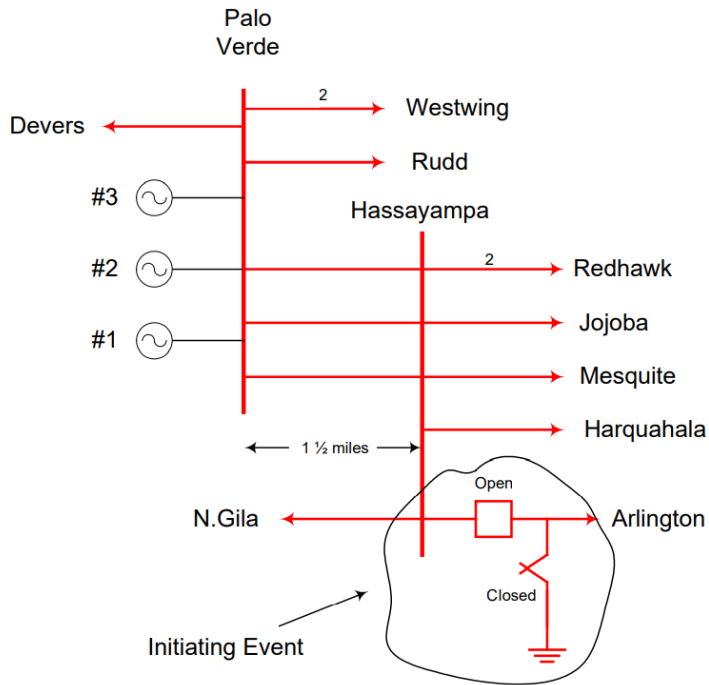 Palo
Verde
2
Westwing
Devers
Rudd
#3
Hassayampa
#2
2
Redhawk
Jojoba
#1
Mesquite
Harquahala
1 ½ miles
Open
N.Gila
Arlington
Closed
Initiating Event